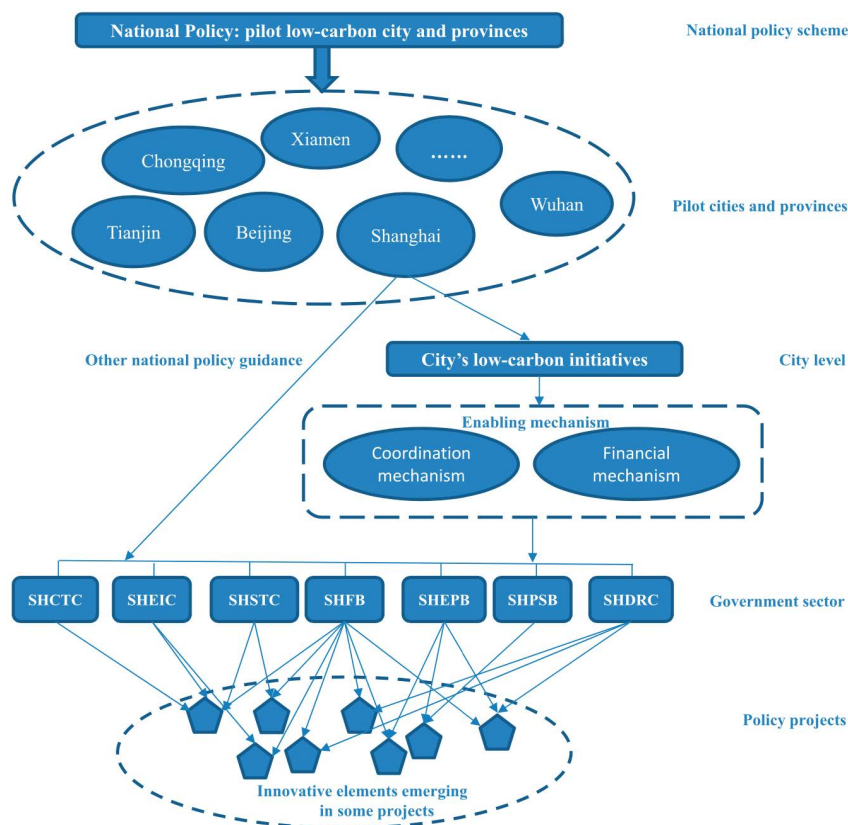 National Policy: pilot low-carbon city and provinces
National policy scheme
Xiamen
Chongqing
......
Wuhan
Pilot cities and provinces
Tianjin
Beijing
Shanghai
Other national policy guidance
City's low-carbon initiatives
City level
Enabling mechanism
Coordination
mechanism
Financial
mechanism
SHCTC
SHEIC
SHSTC
SHFB
SHEPB
SHPSB
SHDRC
Government sector
Policy projects
Innovative elements emerging
in some projects